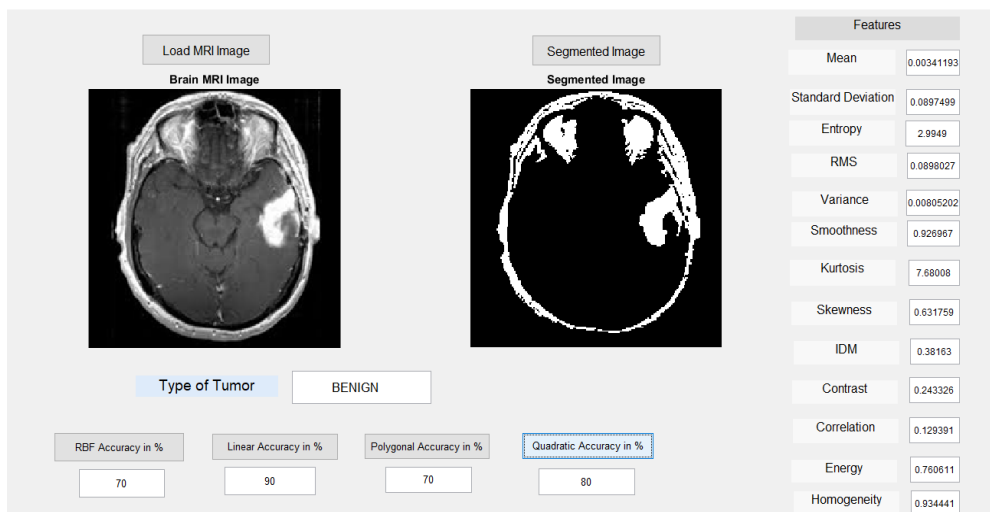 Load MRI Image
Segmented Image
Brain MRI Image
Segmented Image
Type of Tumor
BENIGN
RBF Accuracy in %
Linear Accuracy in %
Polygonal Accuracy in %
Quadratic Accuracy in %
70
90
70
80
Features
Mean
0.00341193
Standard Deviation
0.0897499
Entropy
2.9949
RMS
0.0898027
Variance
0.00805202
Smoothness
0.926967
Kurtosis
7.68008
Skewness
0.631759
IDM
0.38163
Contrast
0.243326
Correlation
0.129391
Energy
0.760611
Homogeneity
0.934441